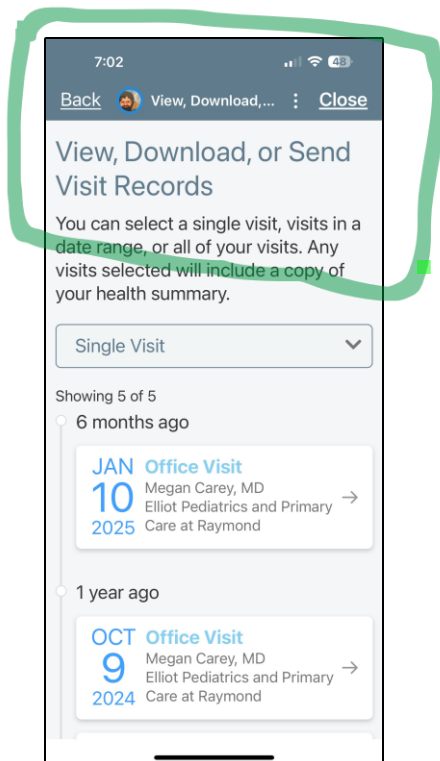 7:02 48
Back View, Download,... Close
View, Download, or Send
Visit Records
You can select a single visit, visits in a
date range, or all of your visits. Any
visits selected will include a copy of
your health summary.
Single Visit
Showing 5 of 5
6 months ago
JAN
10
2025
Office Visit
Megan Carey, MD
Elliot Pediatrics and Primary
Care at Raymond
1 year ago
OCT
9
2024
Office Visit
Megan Carey, MD
Elliot Pediatrics and Primary
Care at Raymond